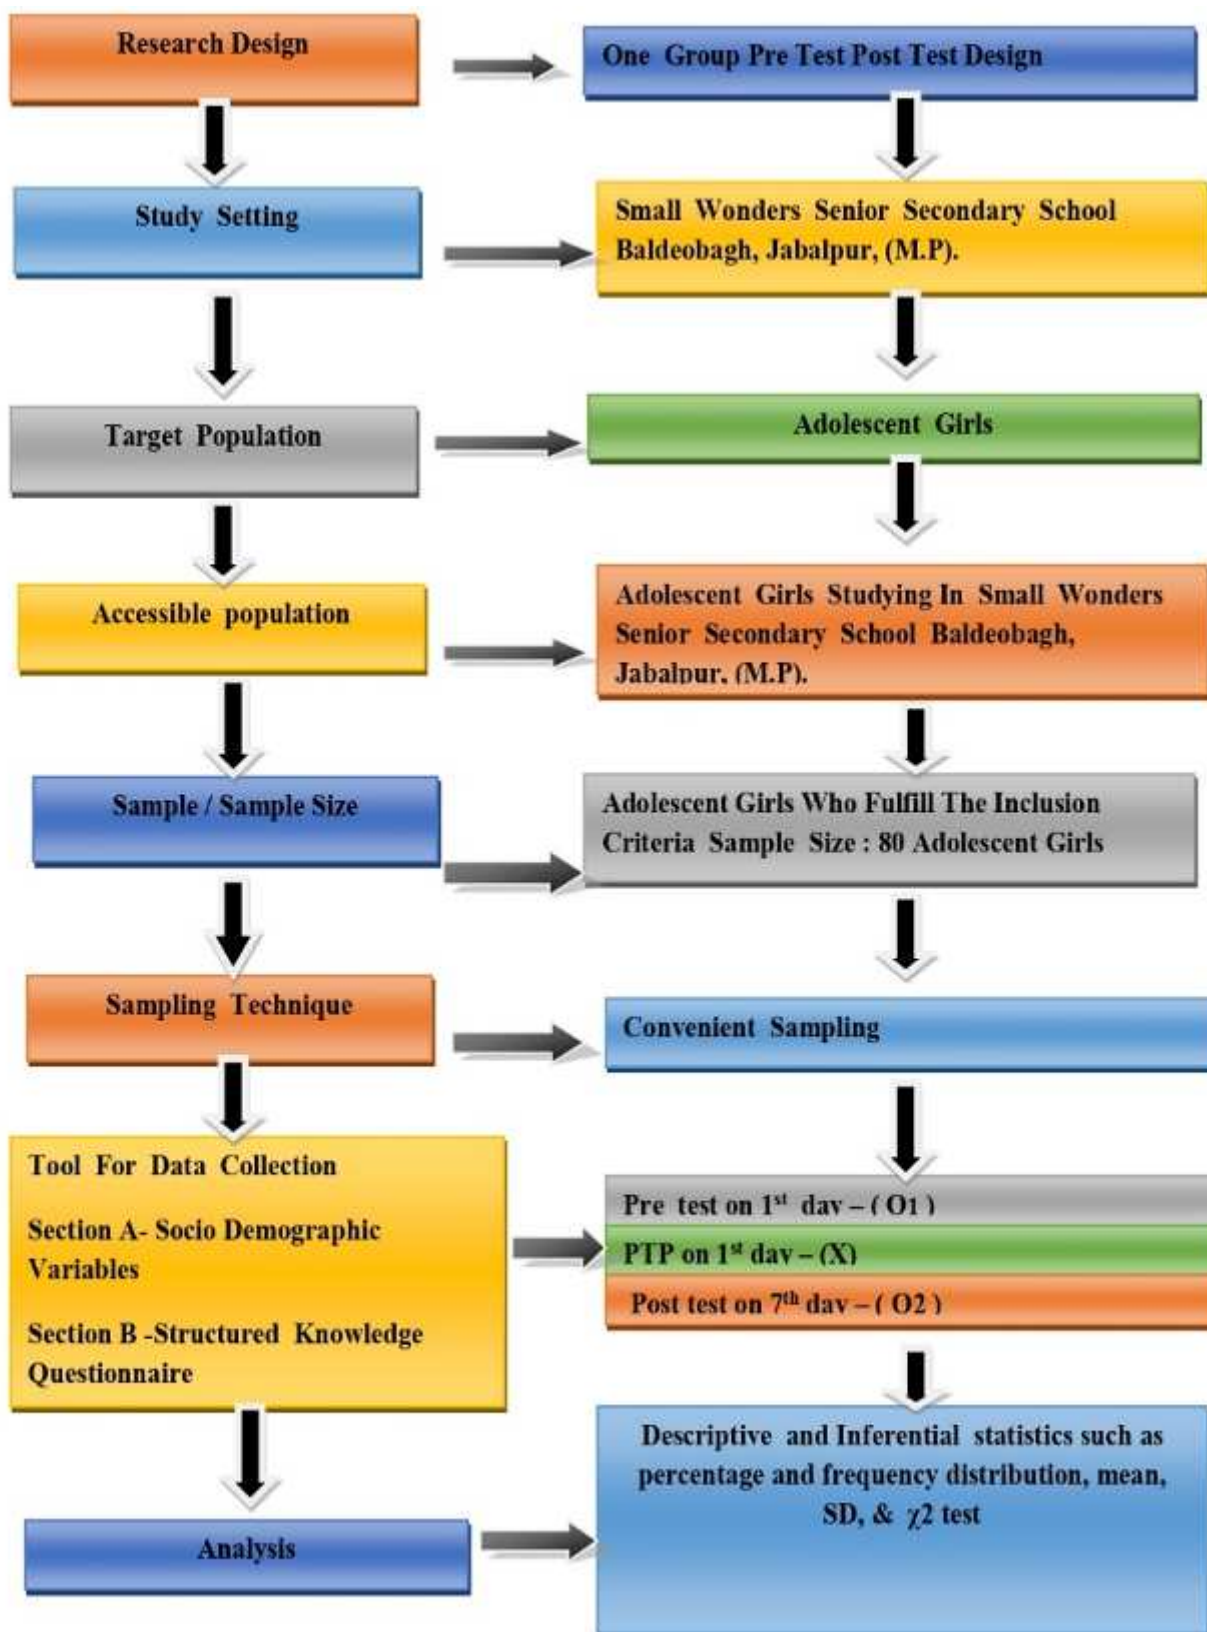 Research Design
One Group Pre Test Post Test Design
Study Setting
Small Wonders Senior Secondary School
Baldeobagh, Jabalpur, (M.P).
Target Population
Adolescent Girls
Accessible population
Adolescent Girls Studying In Small Wonders
Senior Secondary School Baldeobagh,
Jabalpur, (M.P).
Sample / Sample Size
Adolescent Girls Who Fulfill The Inclusion
Criteria Sample Size : 80 Adolescent Girls
Sampling Technique
Convenient Sampling
Tool For Data Collection
Section A- Socio Demographic
Variables
Section B -Structured Knowledge
Questionnaire
Pre test on 1st day – ( O1 )
PTP on 1st day – (X)
Post test on 7th day – ( O2 )
Analysis
Descriptive and Inferential statistics such as
percentage and frequency distribution, mean,
SD, & χ2 test